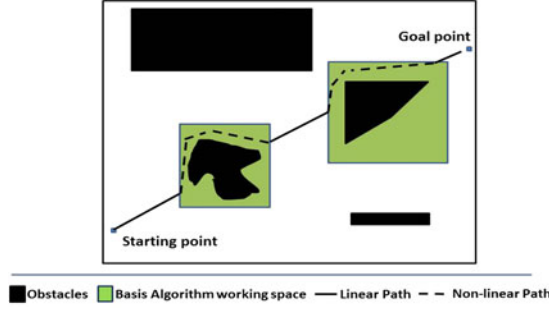 Goal point
Starting point
Obstacles Basis Algorithm working space Linear Path Non-linear Path